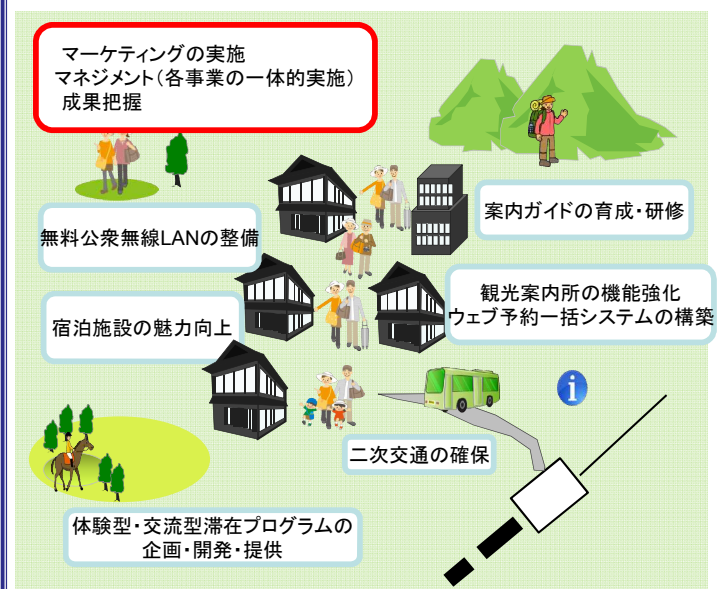 マーケティングの実施
マネジメント（各事業の一体的実施）
成果把握
無料公衆無線LANの整備
案内ガイドの育成・研修
宿泊施設の魅力向上
観光案内所の機能強化
ウェブ予約一括システムの構築
i
二次交通の確保
体験型・交流型滞在プログラムの
企画・開発・提供